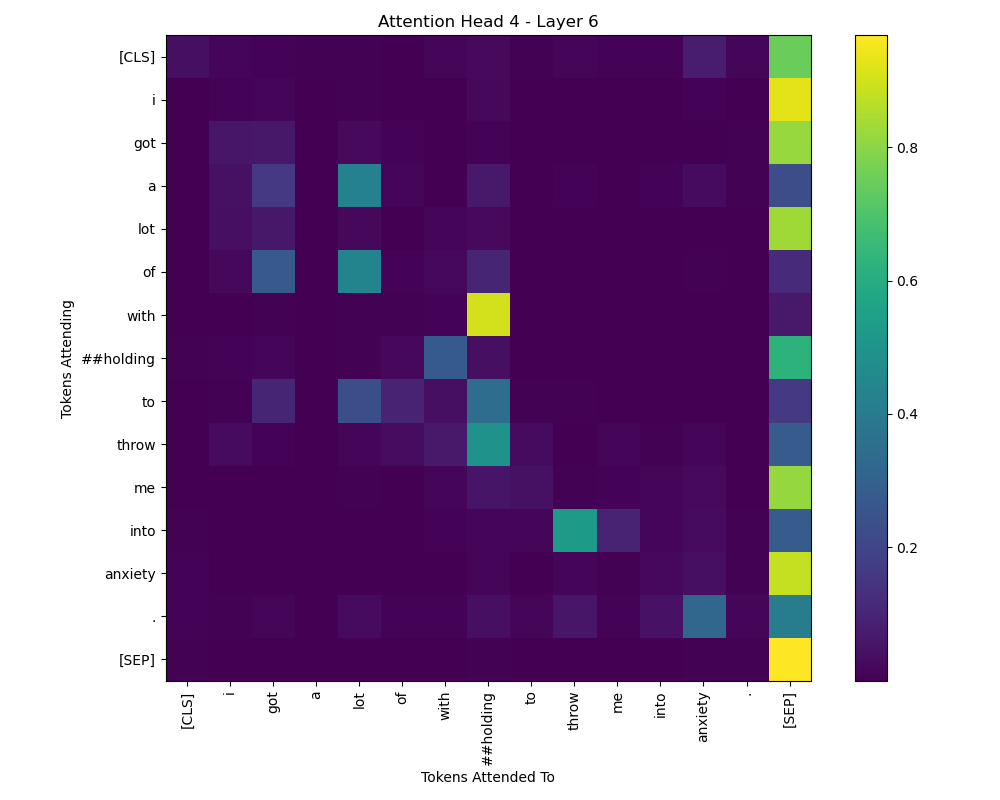 Attention Head 4 - Layer 6
Tokens Attending
[CLS]
i
got
a
lot
of
with
##holding
to
throw
me
into
anxiety
.
[SEP]
[CLS] i got a lot of with ##holding to throw me into anxiety . [SEP]
Tokens Attended To
0.8
0.6
0.4
0.2